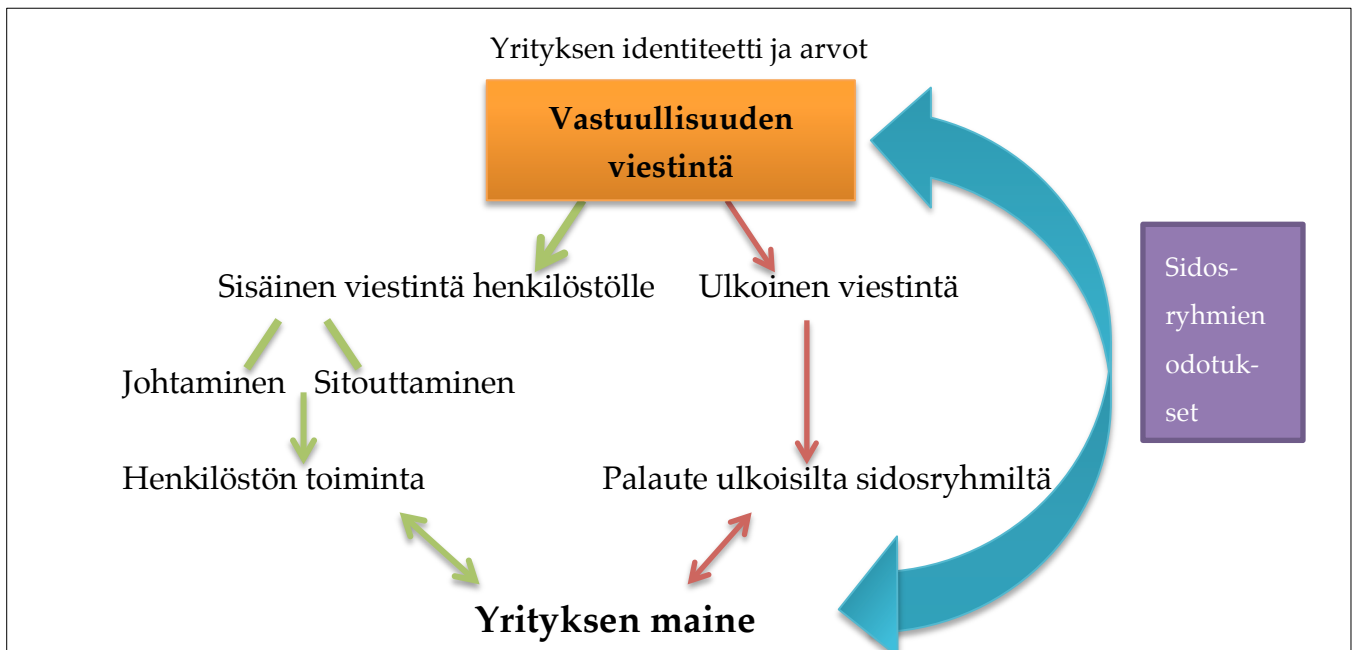 Yrityksen identiteetti ja arvot
Vastuullisuuden
viestintä
Sisäinen viestintä henkilöstölle
Ulkoinen viestintä
Sidos-
ryhmien
odotuk-
set
Johtaminen
Sitouttaminen
Henkilöstön toiminta
Palaute ulkoisilta sidosryhmiltä
Yrityksen maine